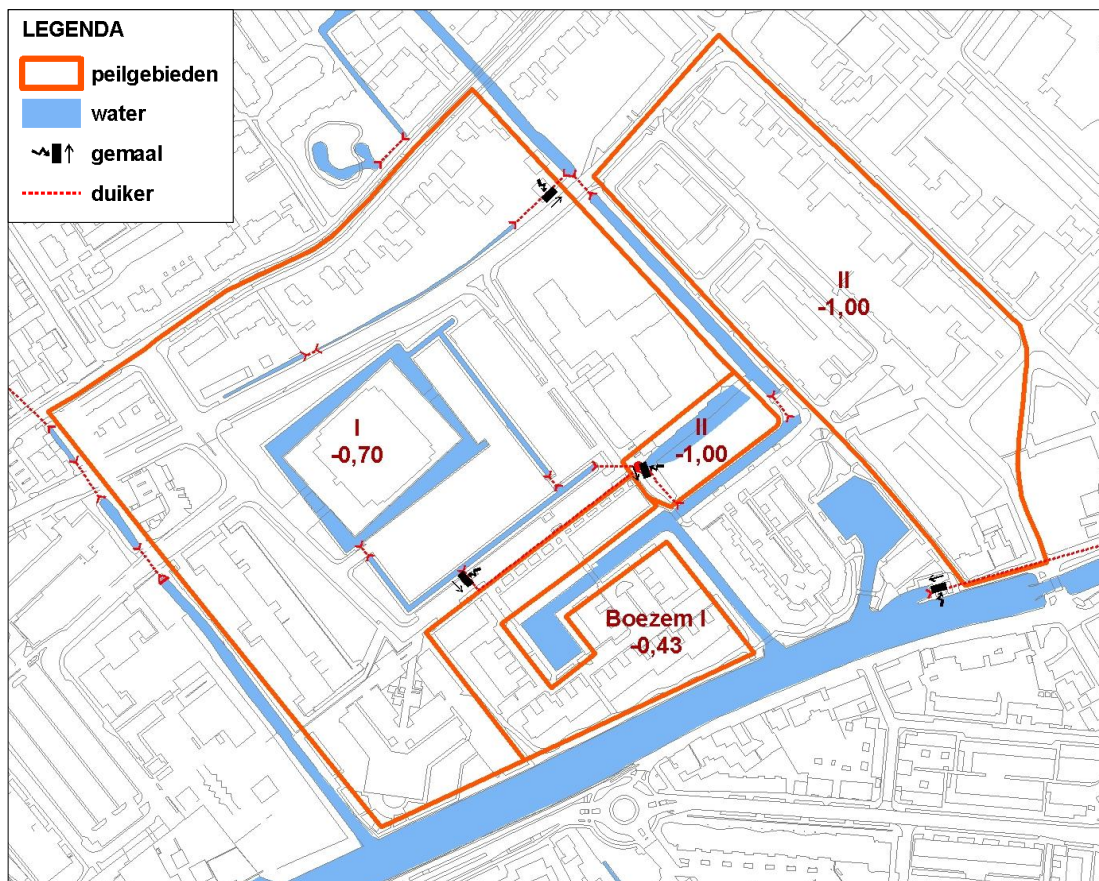 LEGENDA
peilgebieden
water
gemaal
duiker
II
-1,00
I
-0,70
II
-1,00
Boezem I
-0,43